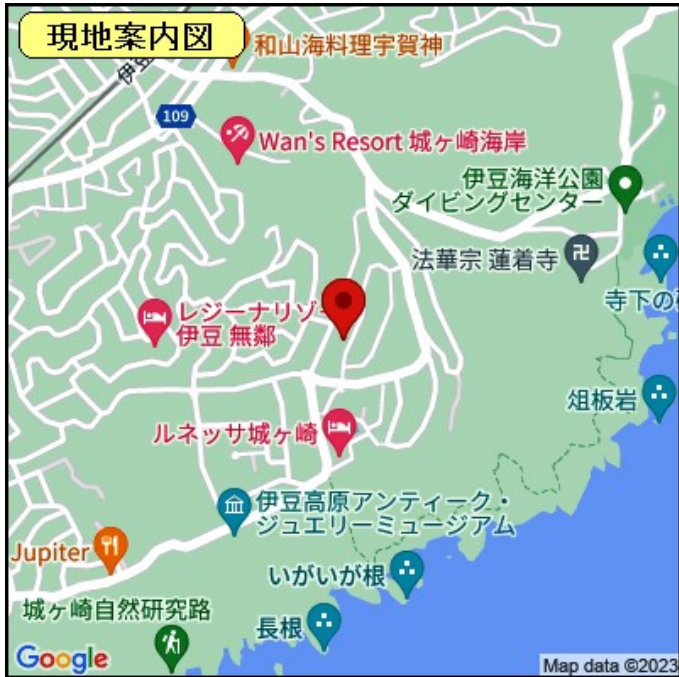 現地案内図
和山海料理宇賀神
伊豆
109
Wan's Resort 城ヶ崎海岸
伊豆海洋公園
ダイビングセンター
法華宗 蓮着寺
寺下の
レジーナリゾ
伊豆 無鄰
俎板岩
ルネッサ城ヶ崎
伊豆高原アンティーク・
ジュエリーミュージアム
Jupiter
いがいが根
城ヶ崎自然研究路
長根
Google
Map data ©2023